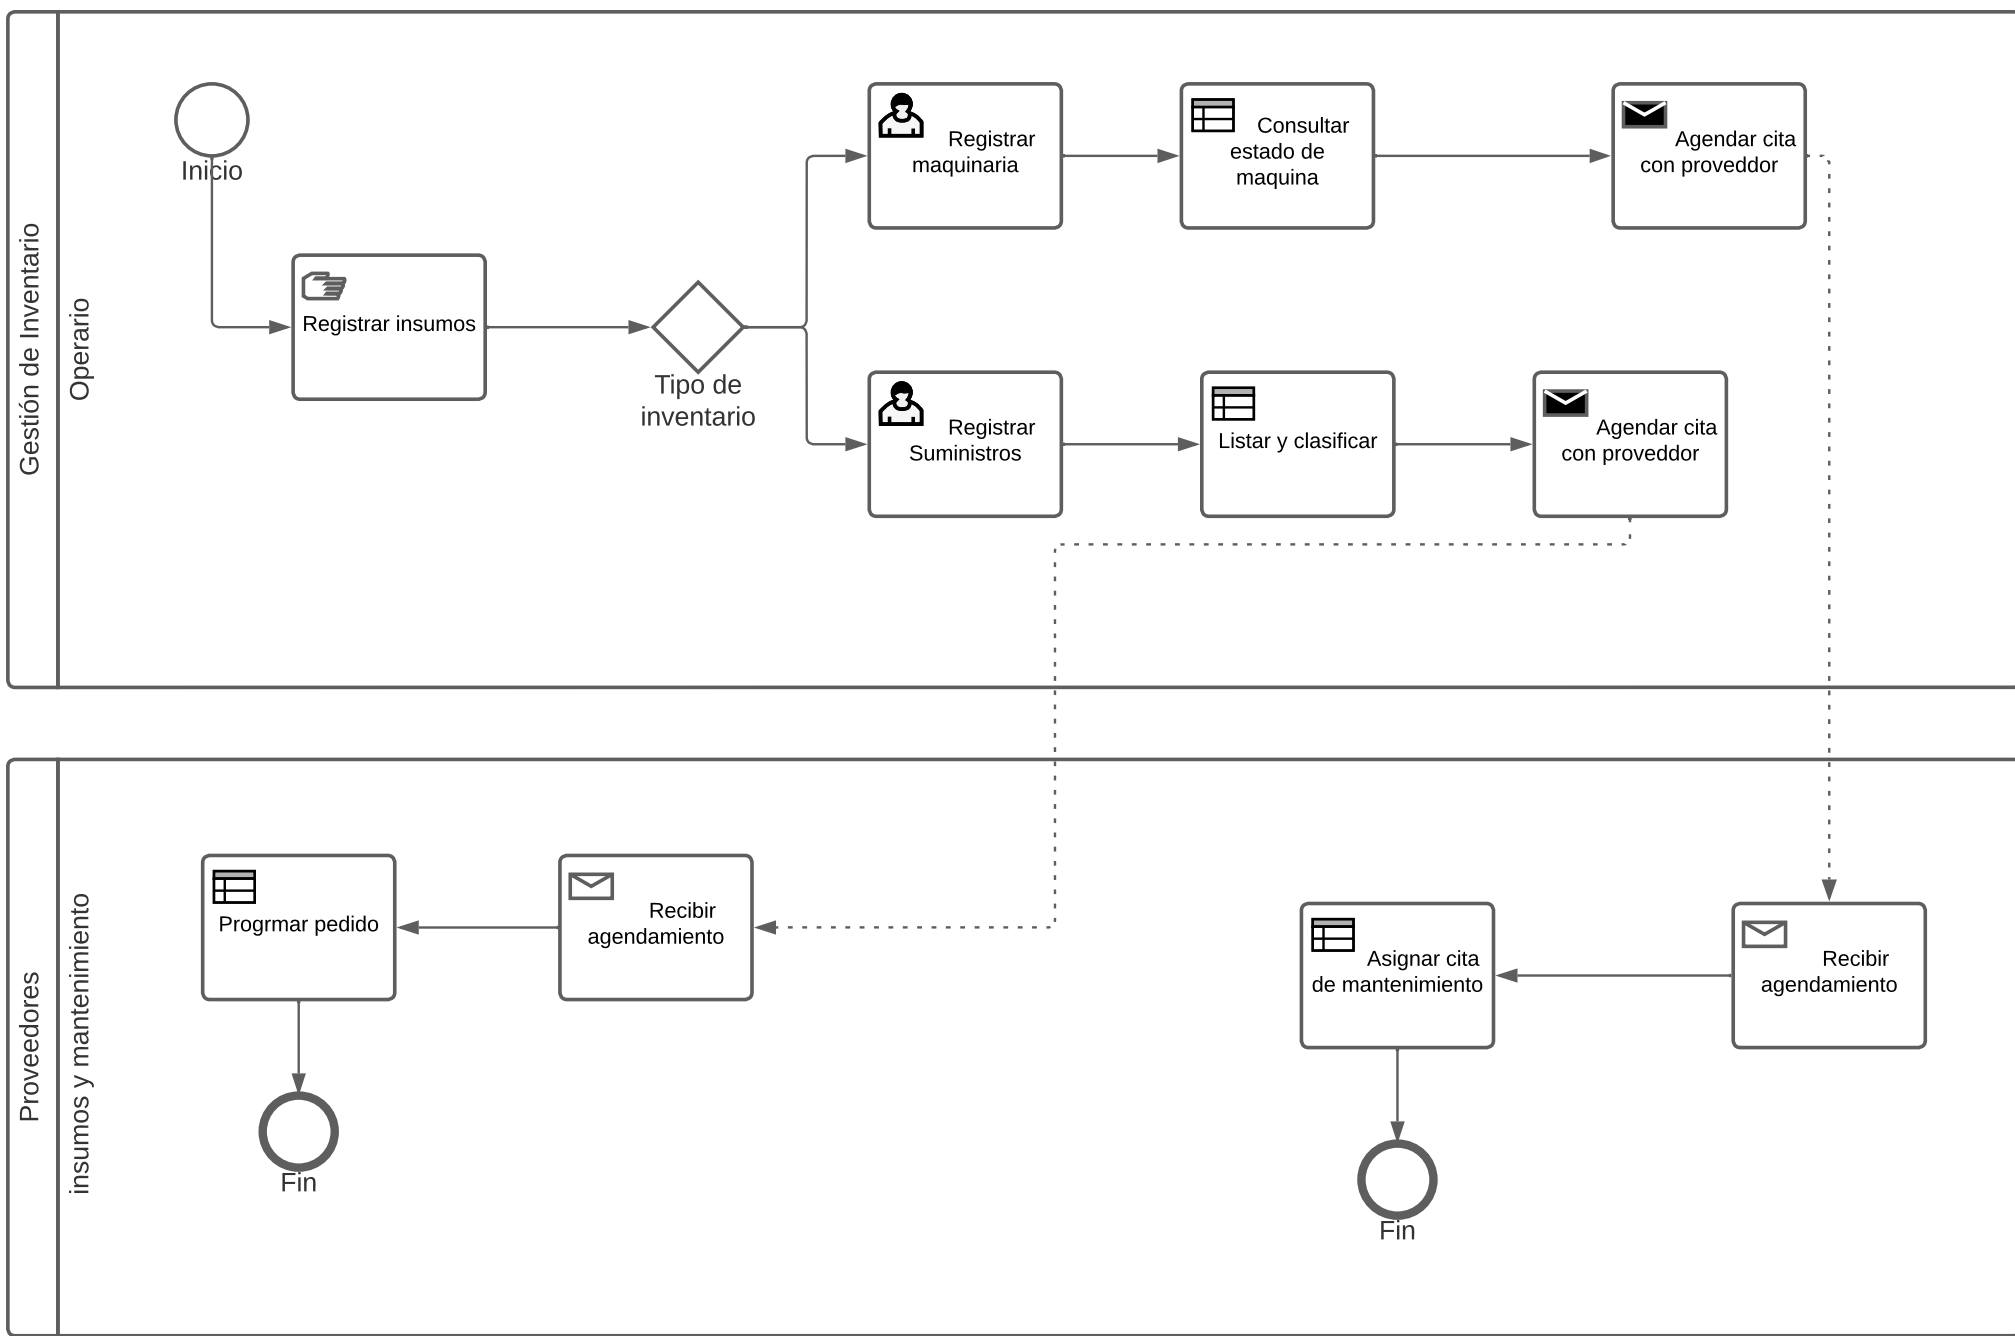 Gestión de Inventario
Operario
Inicio
Registrar insumos
Tipo de
inventario
Registrar
maquinaria
Consultar
estado de
maquina
Agendar cita
con proveddor
Registrar
Suministros
Listar y clasificar
Agendar cita
con proveddor
Proveedores
insumos y mantenimiento
Progrmar pedido
Recibir
agendamiento
Fin
Asignar cita
de mantenimiento
Recibir
agendamiento
Fin